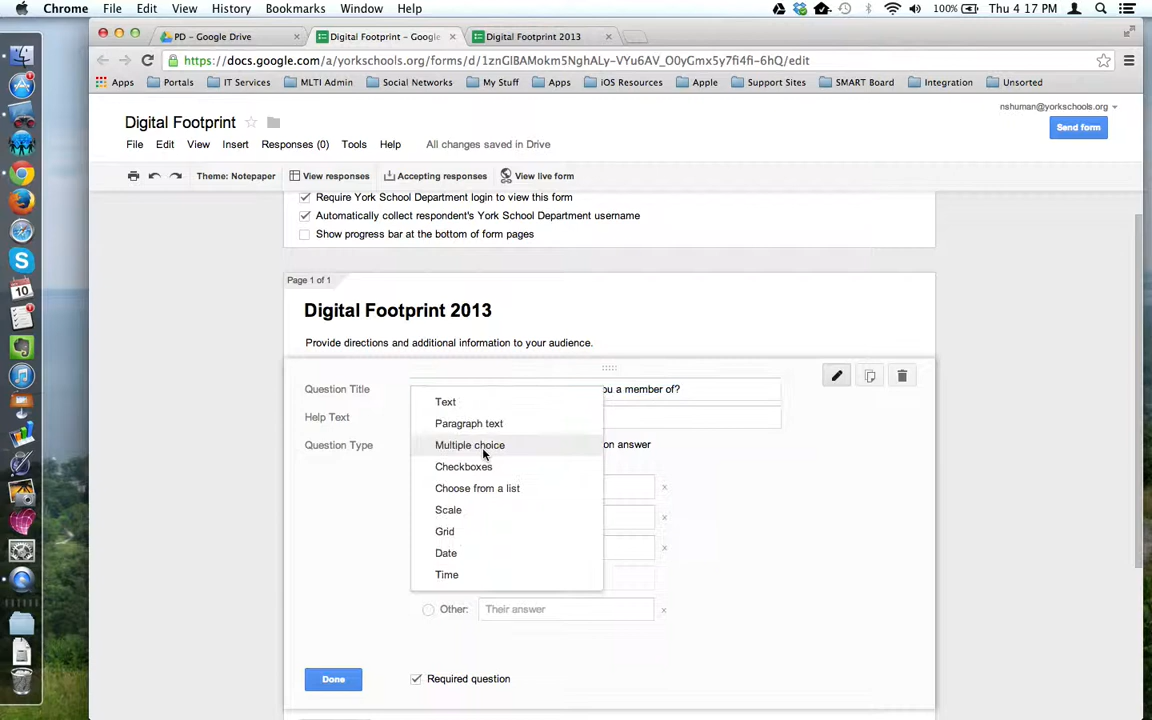 Chrome File Edit View History Bookmarks Window Help 100% Thu 4:17 PM
PD – Google Drive × Digital Footprint – Google × Digital Footprint 2013 ×
https://docs.google.com/a/yorkschools.org/forms/d/1znGlBAMokm5NghALy-VYu6AV_O0yGmx5y7fi4fi-6hQ/edit
Apps Portals IT Services MLTI Admin Social Networks My Stuff Apps iOS Resources Apple Support Sites SMART Board Integration Unsorted
nshuman@yorkschools.org
Digital Footprint
Send form
File Edit View Insert Responses (0) Tools Help All changes saved in Drive
Theme: Notepaper View responses Accepting responses View live form
Require York School Department login to view this form
Automatically collect respondent's York School Department username
Show progress bar at the bottom of form pages
Page 1 of 1
Digital Footprint 2013
Provide directions and additional information to your audience.
Question Title ou a member of?
Text
Help Text
Paragraph text
Question Type on answer
Multiple choice
Checkboxes
Choose from a list
Scale
Grid
Date
Time
Other: Their answer
Done Required question
10